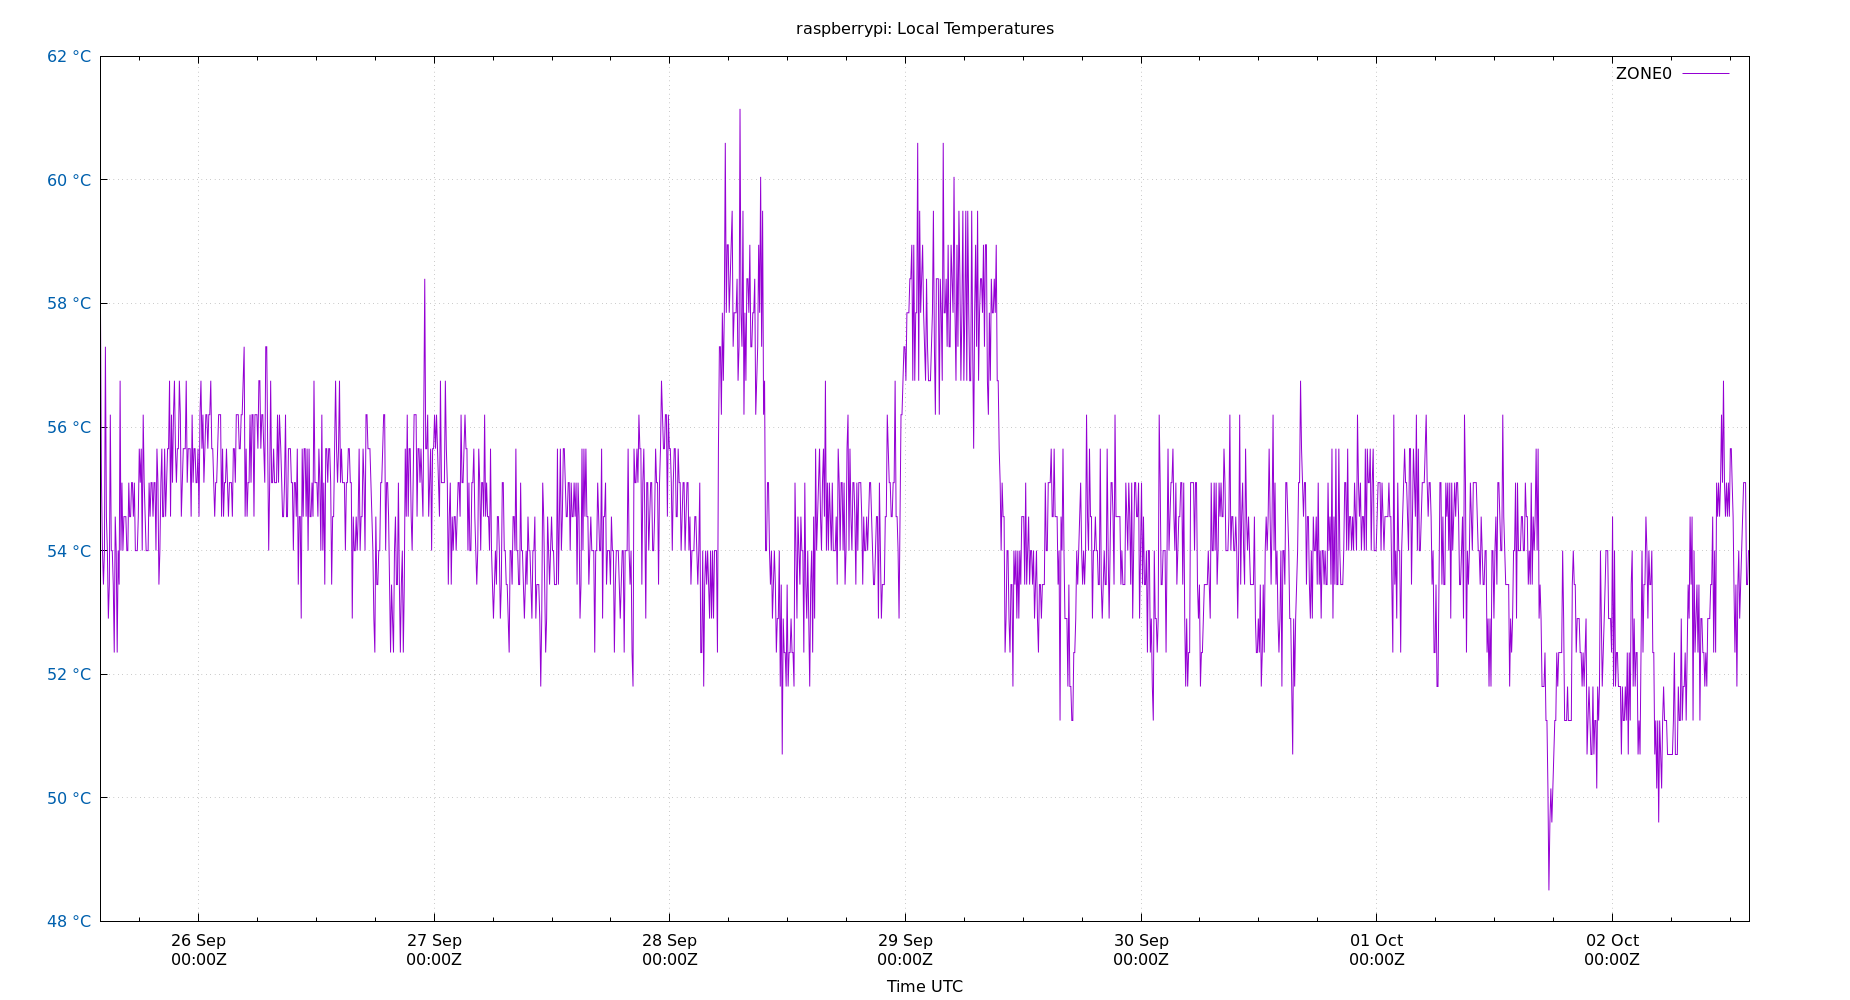 raspberrypi: Local Temperatures
62 °C
ZONE0
60 °C
58 °C
56 °C
54 °C
52 °C
50 °C
48 °C
26 Sep 27 Sep 28 Sep 29 Sep 30 Sep 01 Oct 02 Oct
00:00Z 00:00Z 00:00Z 00:00Z 00:00Z 00:00Z 00:00Z
Time UTC